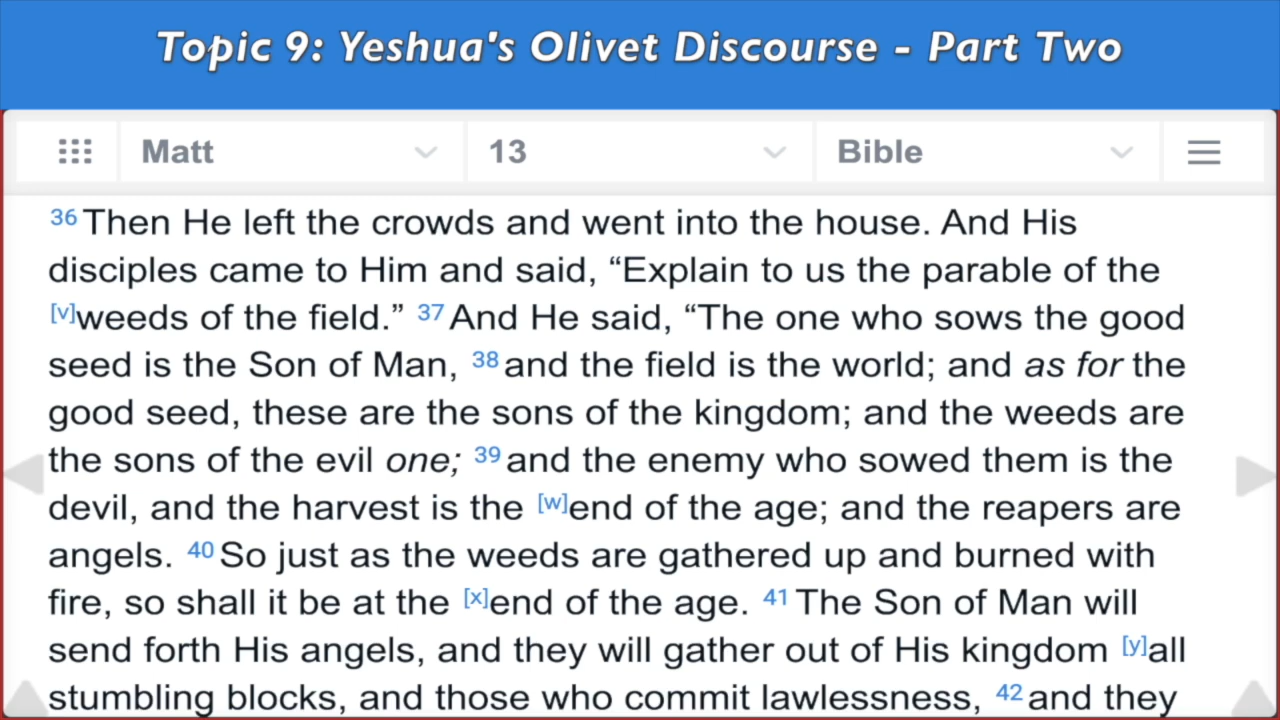 Topic 9: Yeshua's Olivet Discourse - Part Two
Matt 13 Bible
36 Then He left the crowds and went into the house. And His
disciples came to Him and said, “Explain to us the parable of the
[v]weeds of the field.” 37 And He said, “The one who sows the good
seed is the Son of Man, 38 and the field is the world; and as for the
good seed, these are the sons of the kingdom; and the weeds are
the sons of the evil one; 39 and the enemy who sowed them is the
devil, and the harvest is the [w]end of the age; and the reapers are
angels. 40 So just as the weeds are gathered up and burned with
fire, so shall it be at the [x]end of the age. 41 The Son of Man will
send forth His angels, and they will gather out of His kingdom [y]all
stumbling blocks, and those who commit lawlessness, 42 and they